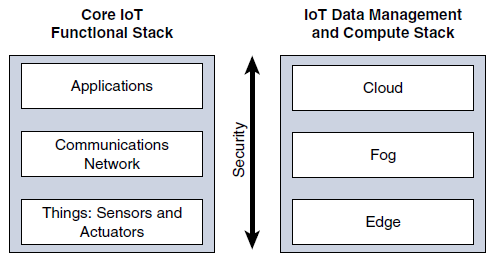 Core IoT
Functional Stack
Applications
Communications
Network
Things: Sensors and
Actuators
Security
IoT Data Management
and Compute Stack
Cloud
Fog
Edge